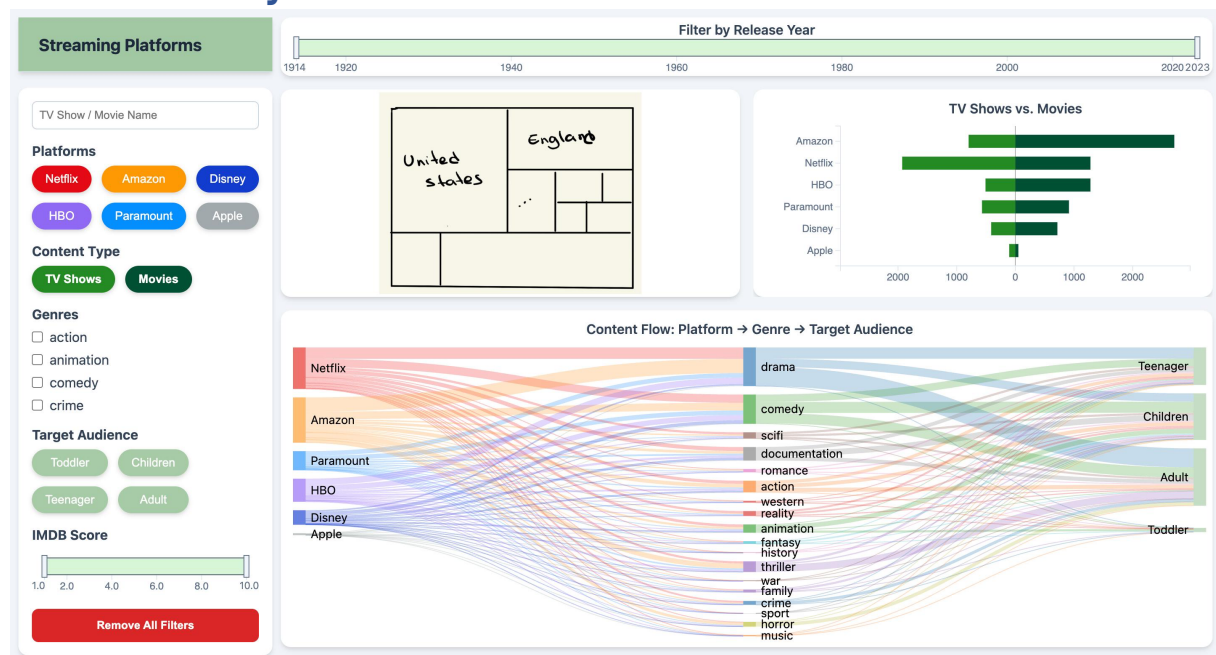 Streaming Platforms
TV Show / Movie Name
Platforms
Netflix Amazon Disney
HBO Paramount Apple
Content Type
TV Shows Movies
Genres
action
animation
comedy
crime
Target Audience
Toddler Children
Teenager Adult
IMDB Score
1.0 2.0 4.0 6.0 8.0 10.0
Remove All Filters
Filter by Release Year
1914 1920 1940 1960 1980 2000 2020 2023
England
United
states
...
TV Shows vs. Movies
Amazon
Netflix
HBO
Paramount
Disney
Apple
2000 1000 0 1000 2000
Content Flow: Platform → Genre → Target Audience
Netflix
Amazon
Paramount
HBO
Disney
Apple
drama
comedy
scifi
documentation
romance
action
western
reality
animation
fantasy
history
thriller
war
family
crime
sport
horror
music
Teenager
Children
Adult
Toddler